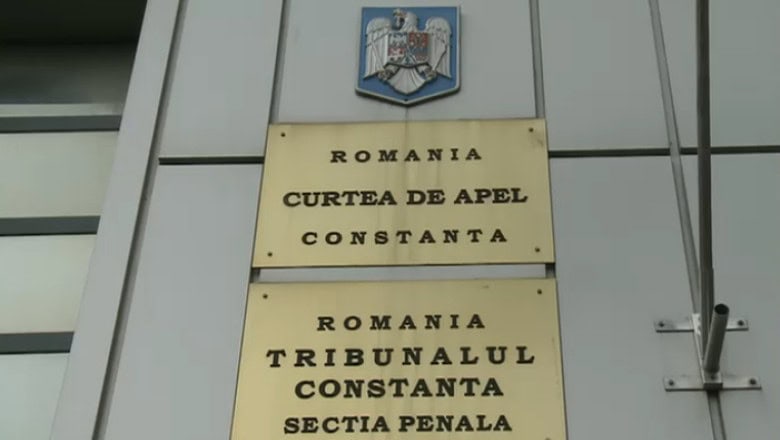 ROMANIA
CURTEA DE APEL
CONSTANTA
ROMANIA
TRIBUNALUL
CONSTANTA
SECTIA PENALA